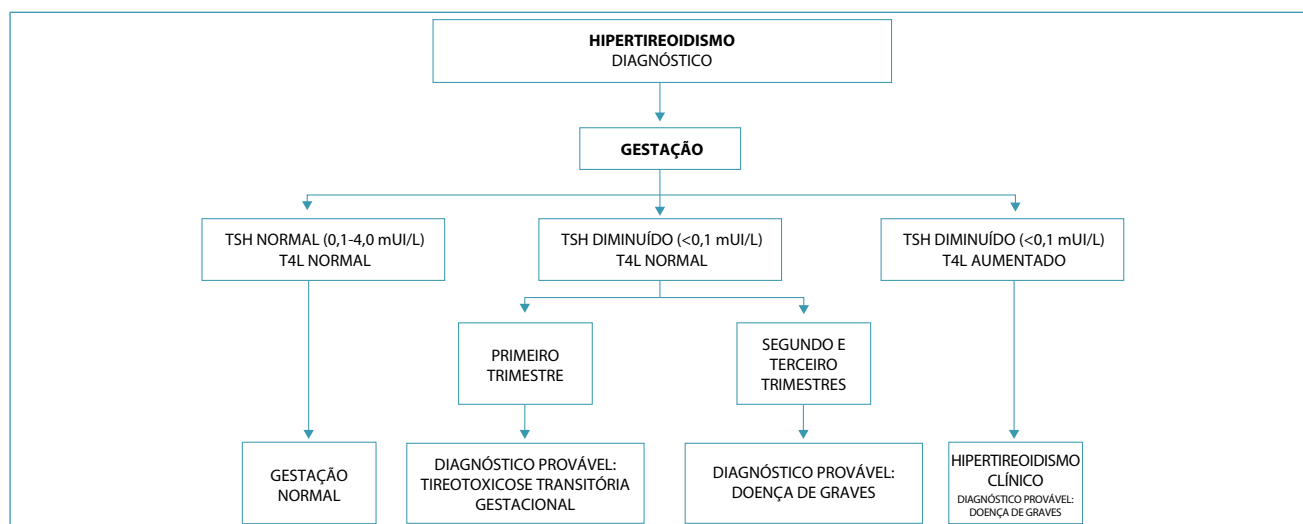 HIPERTIREOIDISMO
DIAGNÓSTICO
GESTAÇÃO
TSH NORMAL (0,1-4,0 mUI/L)
T4L NORMAL
TSH DIMINUÍDO (<0,1 mUI/L)
T4L NORMAL
TSH DIMINUÍDO (<0,1 mUI/L)
T4L AUMENTADO
PRIMEIRO
TRIMESTRE
SEGUNDO E
TERCEIRO
TRIMESTRES
GESTAÇÃO
NORMAL
DIAGNÓSTICO PROVÁVEL:
TIREOTOXICOSE TRANSITÓRIA
GESTACIONAL
DIAGNÓSTICO PROVÁVEL:
DOENÇA DE GRAVES
HIPERTIREOIDISMO
CLÍNICO
DIAGNÓSTICO PROVÁVEL:
DOENÇA DE GRAVES